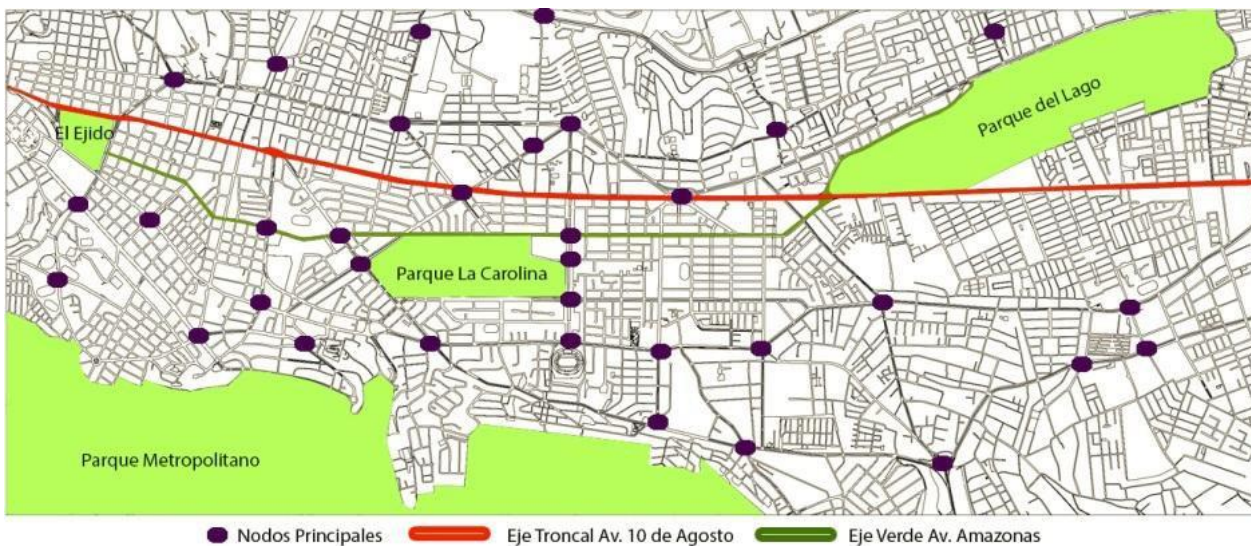 Parque del Lago
El Ejido
Parque La Carolina
Parque Metropolitano
Nodos Principales
Eje Troncal Av. 10 de Agosto
Eje Verde Av. Amazonas